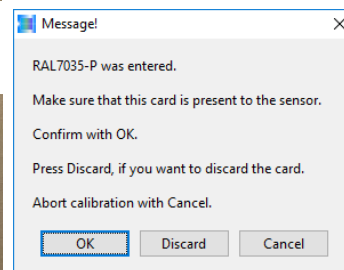 Message!
RAL7035-P was entered.
Make sure that this card is present to the sensor.
Confirm with OK.
Press Discard, if you want to discard the card.
Abort calibration with Cancel.
OK Discard Cancel